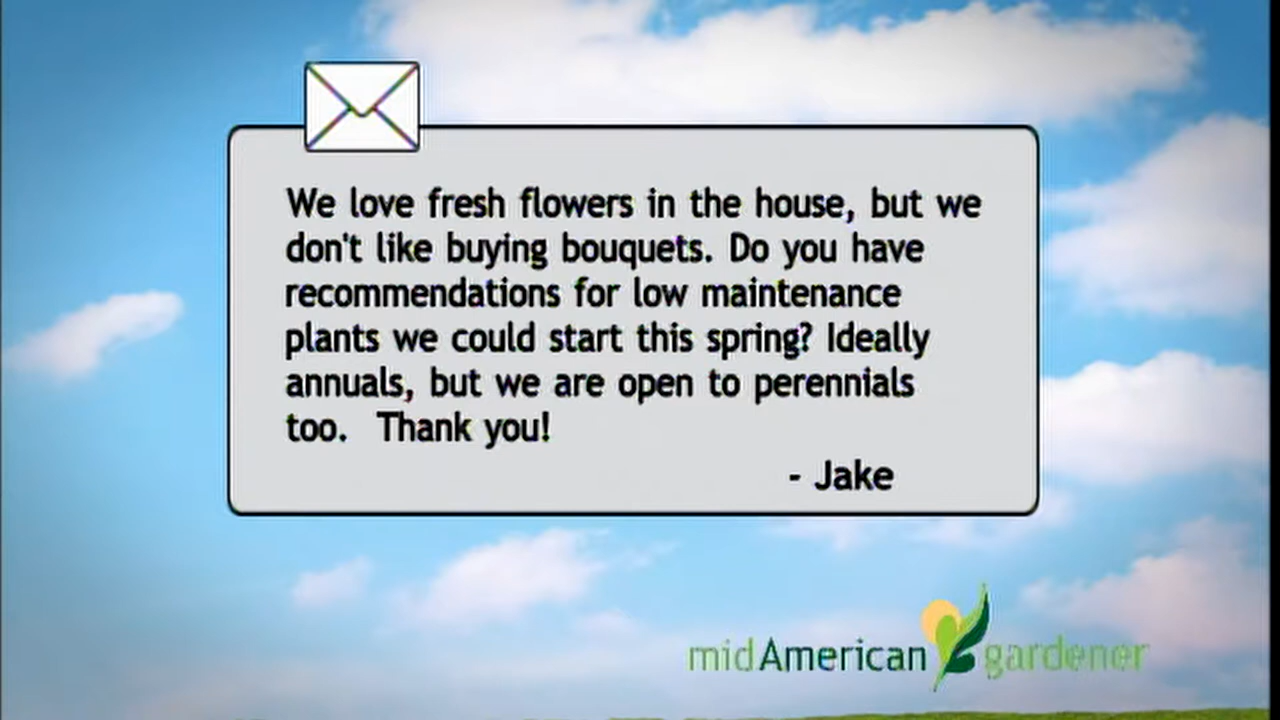 We love fresh flowers in the house, but we
don't like buying bouquets. Do you have
recommendations for low maintenance
plants we could start this spring? Ideally
annuals, but we are open to perennials
too. Thank you!
- Jake
midAmerican gardener